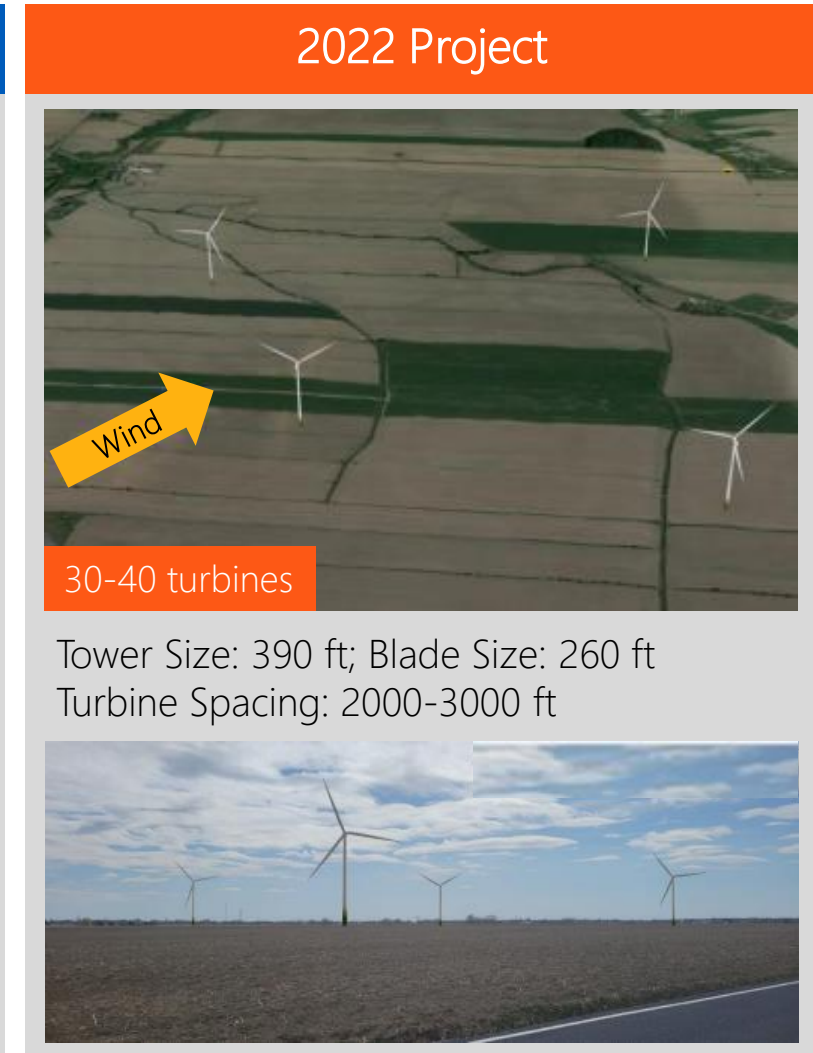 2022 Project
Wind
30-40 turbines
Tower Size: 390 ft; Blade Size: 260 ft
Turbine Spacing: 2000-3000 ft